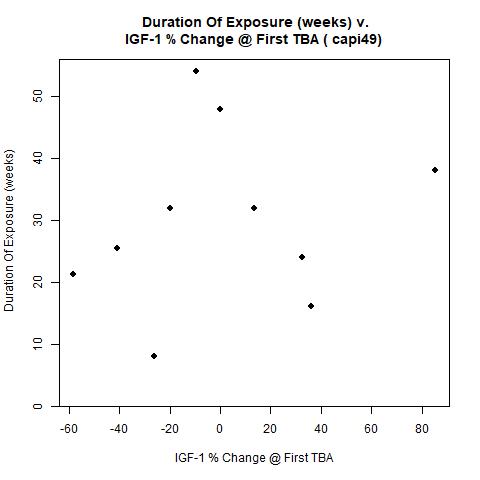 Duration Of Exposure (weeks) v.
IGF-1 % Change @ First TBA ( capi49)
Duration Of Exposure (weeks)
50
40
30
20
10
0
-60 -40 -20 0 20 40 60 80
IGF-1 % Change @ First TBA